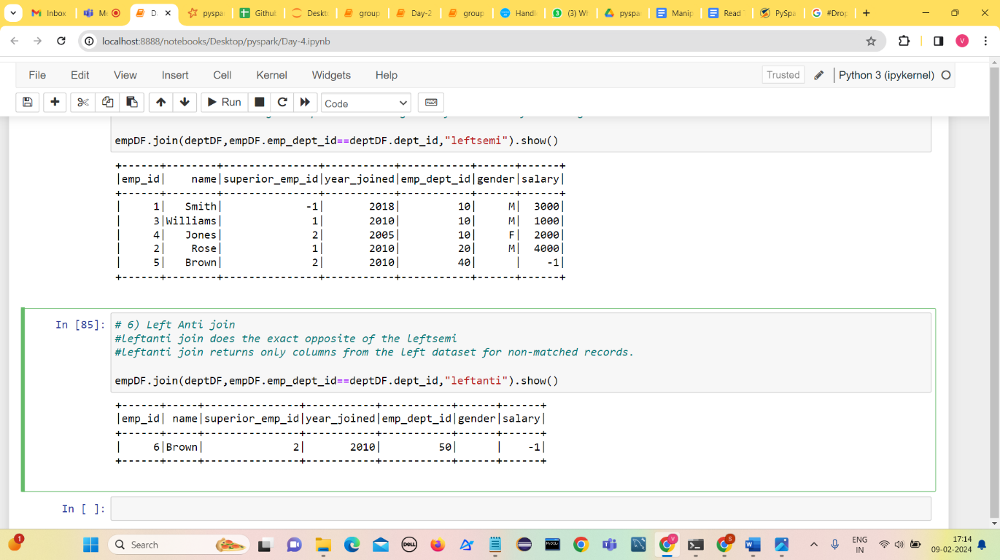 Inbox M D pyspa Githul Deskt group Day-2 group Handl (3) Wh pyspa Manip Read PySpa #Drop
localhost:8888/notebooks/Desktop/pyspark/Day-4.ipynb V
File Edit View Insert Cell Kernel Widgets Help Trusted Python 3 (ipykernel)
Run Code
empDF.join(deptDF,empDF.emp_dept_id==deptDF.dept_id,"leftsemi").show()
+------+--------+---------------+-----------+-----------+------+------+
|emp_id|    name|superior_emp_id|year_joined|emp_dept_id|gender|salary|
+------+--------+---------------+-----------+-----------+------+------+
|     1|   Smith|             -1|       2018|         10|     M|  3000|
|     3|Williams|              1|       2010|         10|     M|  1000|
|     4|   Jones|              2|       2005|         10|     F|  2000|
|     2|    Rose|              1|       2010|         20|     M|  4000|
|     5|   Brown|              2|       2010|         40|      |    -1|
+------+--------+---------------+-----------+-----------+------+------+
In [85]: # 6) Left Anti join
#leftanti join does the exact opposite of the leftsemi
#leftanti join returns only columns from the left dataset for non-matched records.
empDF.join(deptDF,empDF.emp_dept_id==deptDF.dept_id,"leftanti").show()
+------+-----+---------------+-----------+-----------+------+------+
|emp_id| name|superior_emp_id|year_joined|emp_dept_id|gender|salary|
+------+-----+---------------+-----------+-----------+------+------+
|     6|Brown|              2|       2010|         50|      |    -1|
+------+-----+---------------+-----------+-----------+------+------+
In [ ]:
1 Search DELL MySQL V S ENG 17:14
IN 09-02-2024